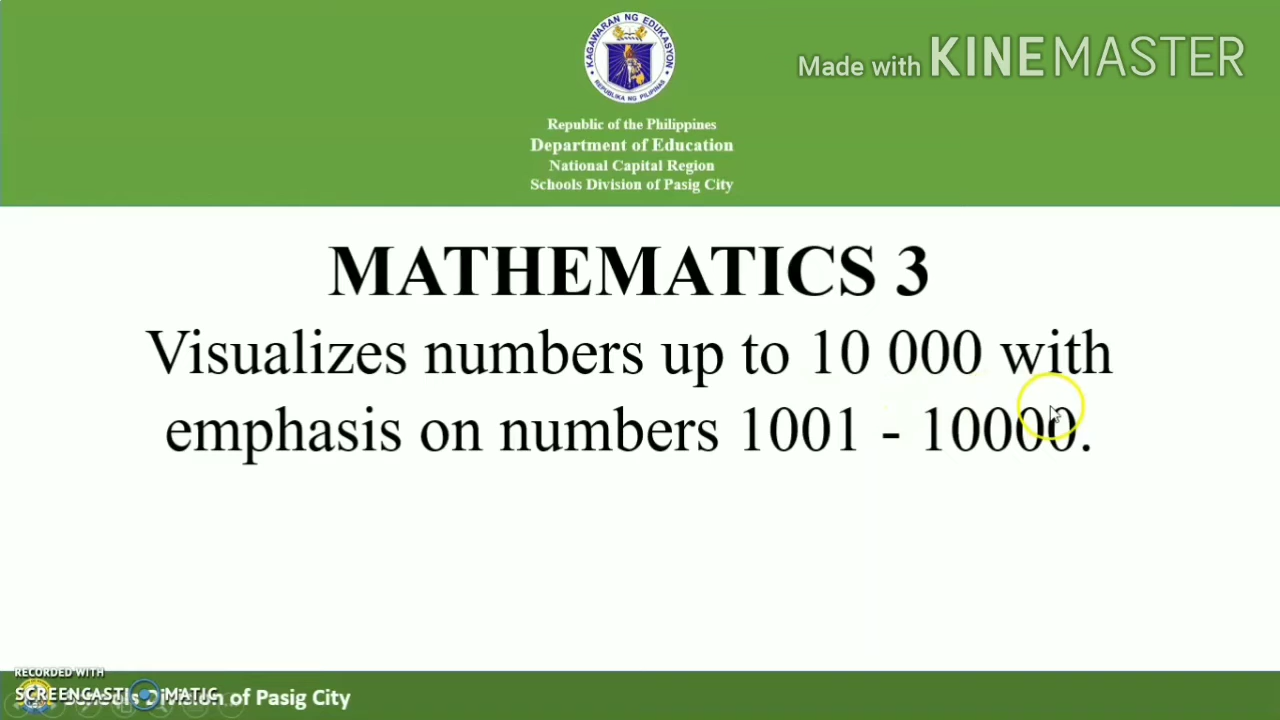 KAGAWARAN NG EDUKASYON
REPUBLIKA NG PILIPINAS
Made with KINEMASTER
Republic of the Philippines
Department of Education
National Capital Region
Schools Division of Pasig City
MATHEMATICS 3
Visualizes numbers up to 10 000 with
emphasis on numbers 1001 - 10000.
RECORDED WITH
SCREENCAST MATIC
Schools Division of Pasig City